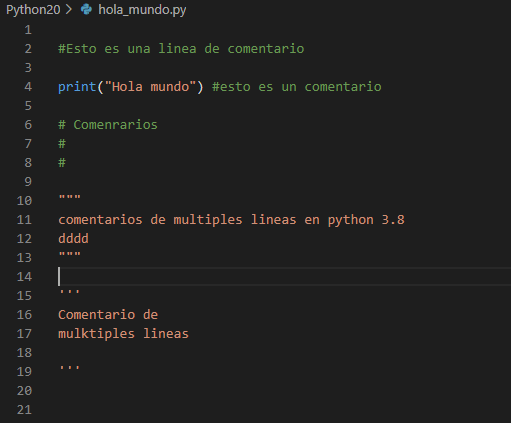 Python20 > hola_mundo.py
1
2 #Esto es una linea de comentario
3
4 print("Hola mundo") #esto es un comentario
5
6 # Comenrarios
7 #
8 #
9
10 """
11 comentarios de multiples lineas en python 3.8
12 dddd
13 """
14
15 '''
16 Comentario de
17 mulktiples lineas
18
19 '''
20
21